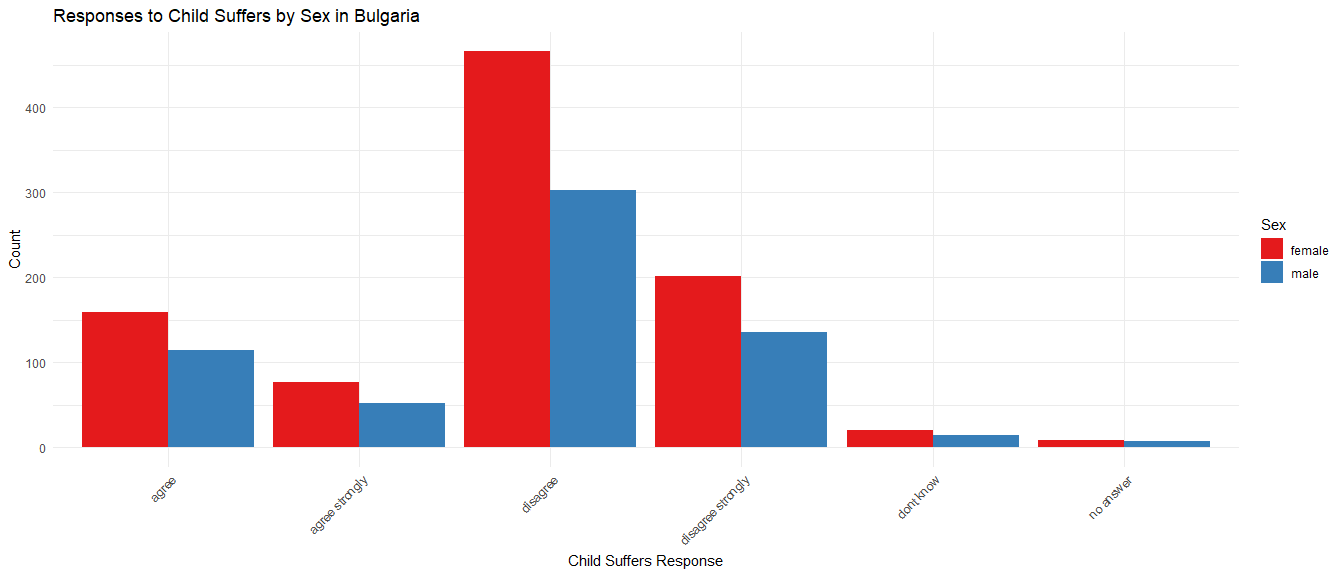 Responses to Child Suffers by Sex in Bulgaria
Count
400
300
200
100
0
agree
agree strongly
disagree
disagree strongly
dont know
no answer
Child Suffers Response
Sex
female
male